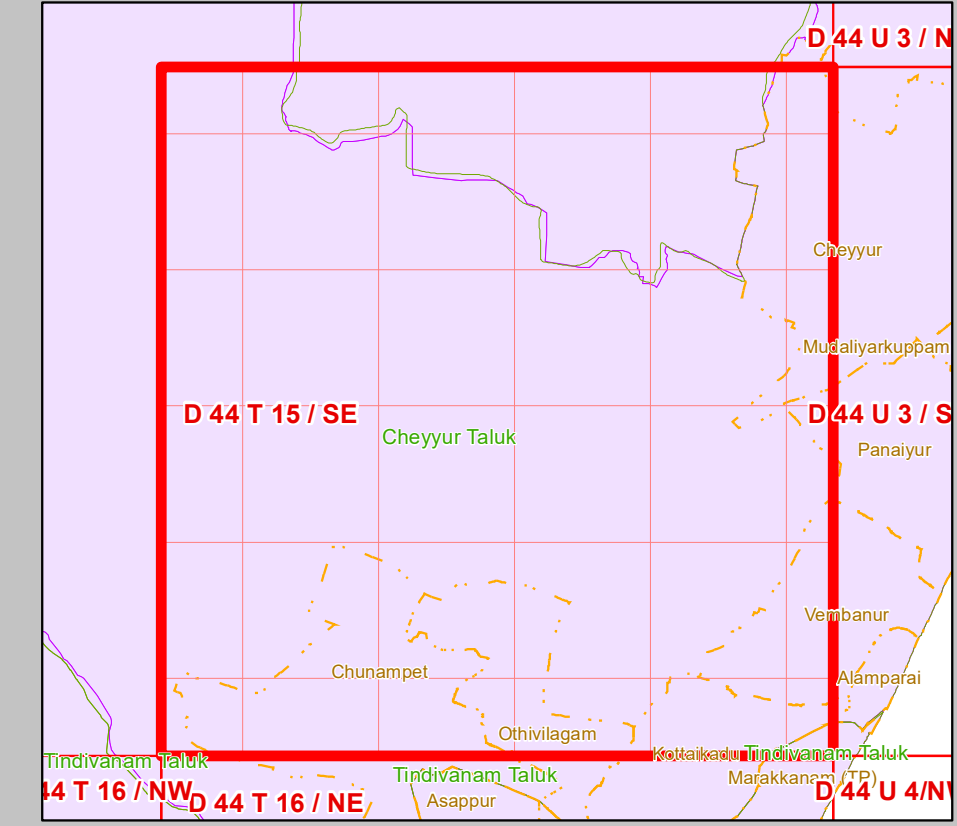 D 44 U 3 / N
Cheyyur
Mudaliyarkuppam
D 44 T 15 / SE
D 44 U 3 / S
Cheyyur Taluk
Panaiyur
Vembanur
Chunampet
Alamparai
Othivilagam
Kottaikadu
Tindivanam Taluk
Tindivanam Taluk
Tindivanam Taluk
Marakkanam (TP)
44 T 16 / NW
D 44 T 16 / NE
Asappur
D 44 U 4/NW